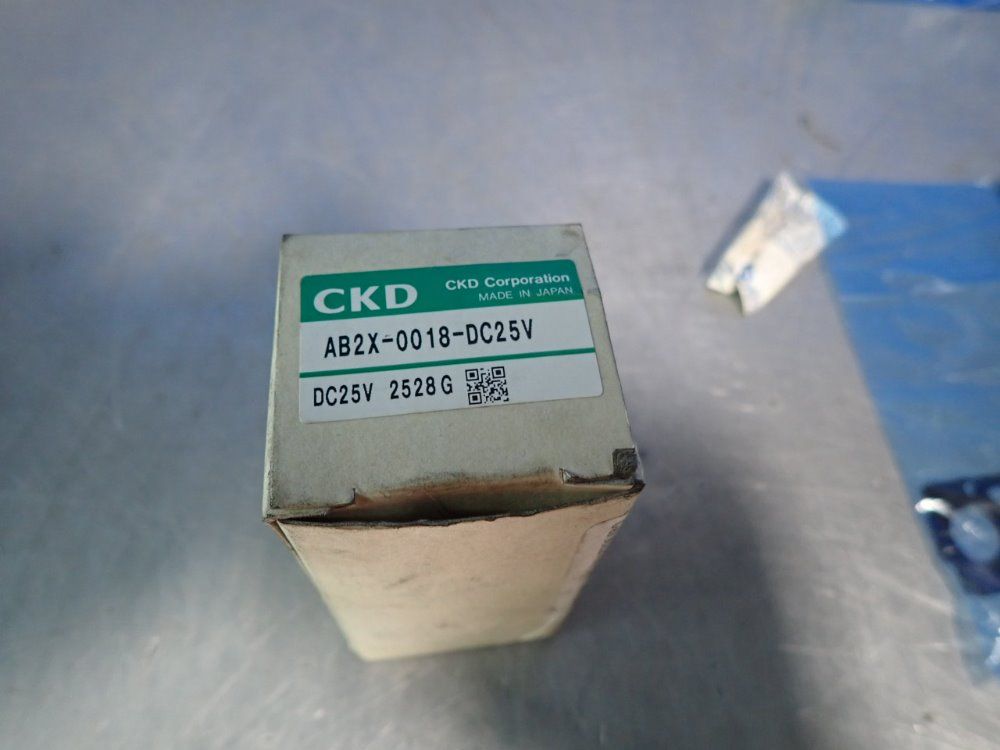 CKD
CKD Corporation
MADE IN JAPAN
AB2X-0018-DC25V
DC25V 2528G